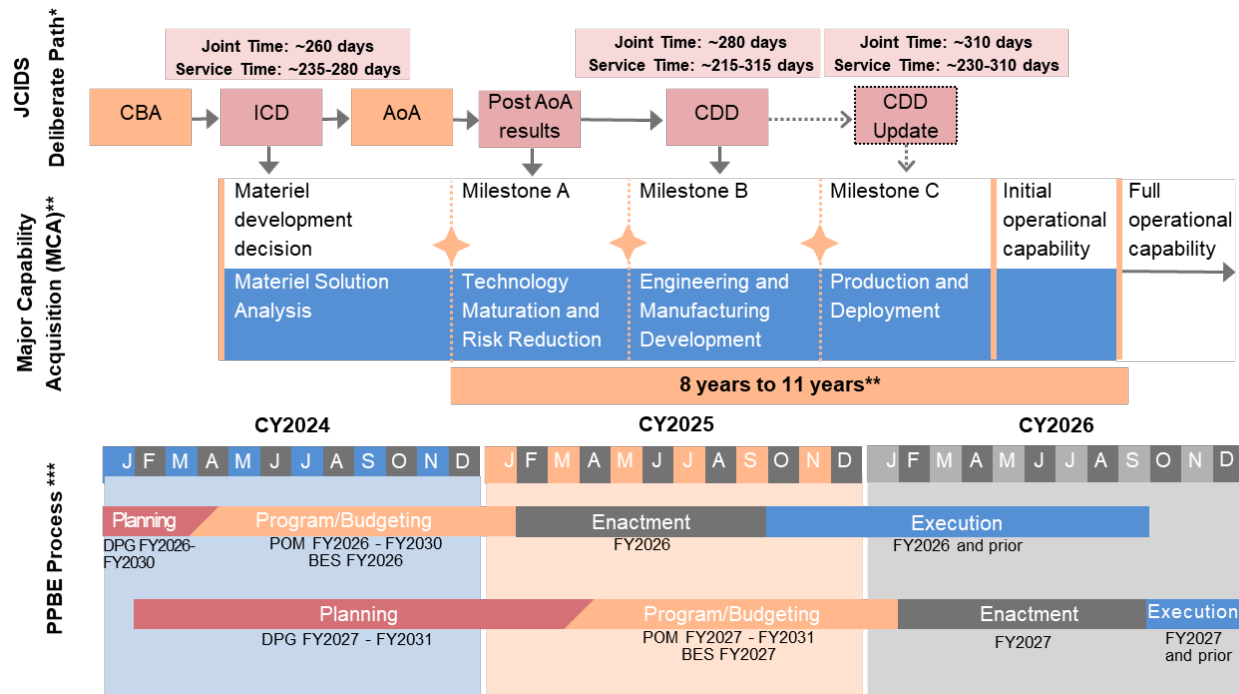 JCIDS
Deliberate Path*
Joint Time: ~260 days
Service Time: ~235-280 days
Joint Time: ~280 days
Service Time: ~215-315 days
Joint Time: ~310 days
Service Time: ~230-310 days
CBA
ICD
AoA
Post AoA
results
CDD
CDD
Update
Major Capability
Acquisition (MCA)**
Materiel
development
decision
Milestone A
Milestone B
Milestone C
Initial
operational
capability
Full
operational
capability
Materiel Solution
Analysis
Technology
Maturation and
Risk Reduction
Engineering and
Manufacturing
Development
Production and
Deployment
8 years to 11 years**
PPBE Process ***
CY2024
CY2025
CY2026
J F M A M J J A S O N D
J F M A M J J A S O N D
J F M A M J J A S O N D
Planning
Program/Budgeting
Enactment
Execution
DPG FY2026-
FY2030
POM FY2026 - FY2030
BES FY2026
FY2026
FY2026 and prior
Planning
Program/Budgeting
Enactment
Execution
DPG FY2027 - FY2031
POM FY2027 - FY2031
BES FY2027
FY2027
FY2027
and prior